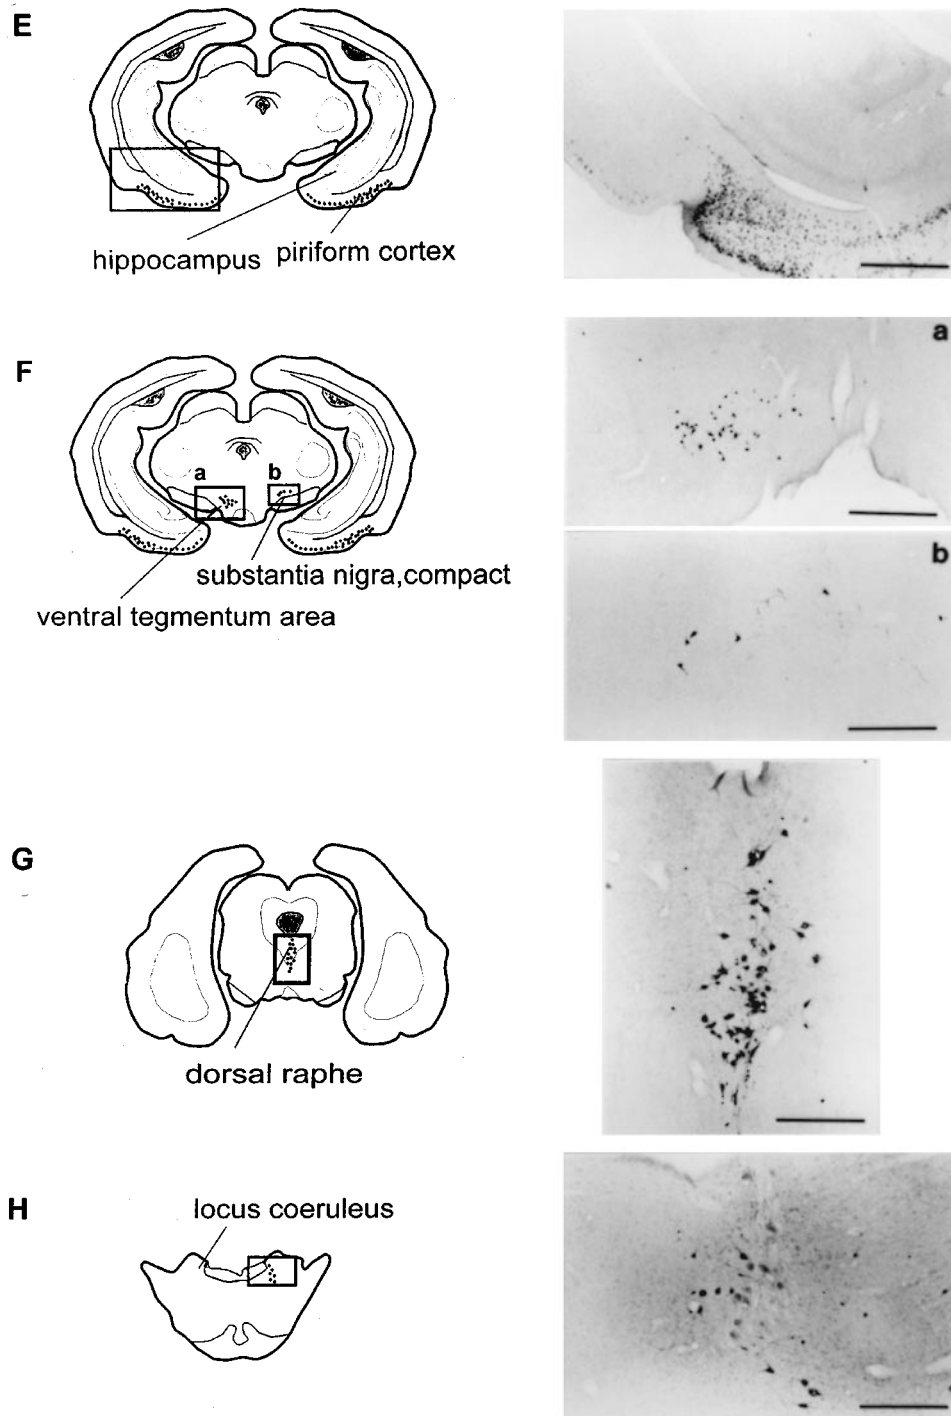 E
hippocampus piriform cortex
F
a
b
a
substantia nigra,compact
ventral tegmentum area
b
G
dorsal raphe
H
locus coeruleus